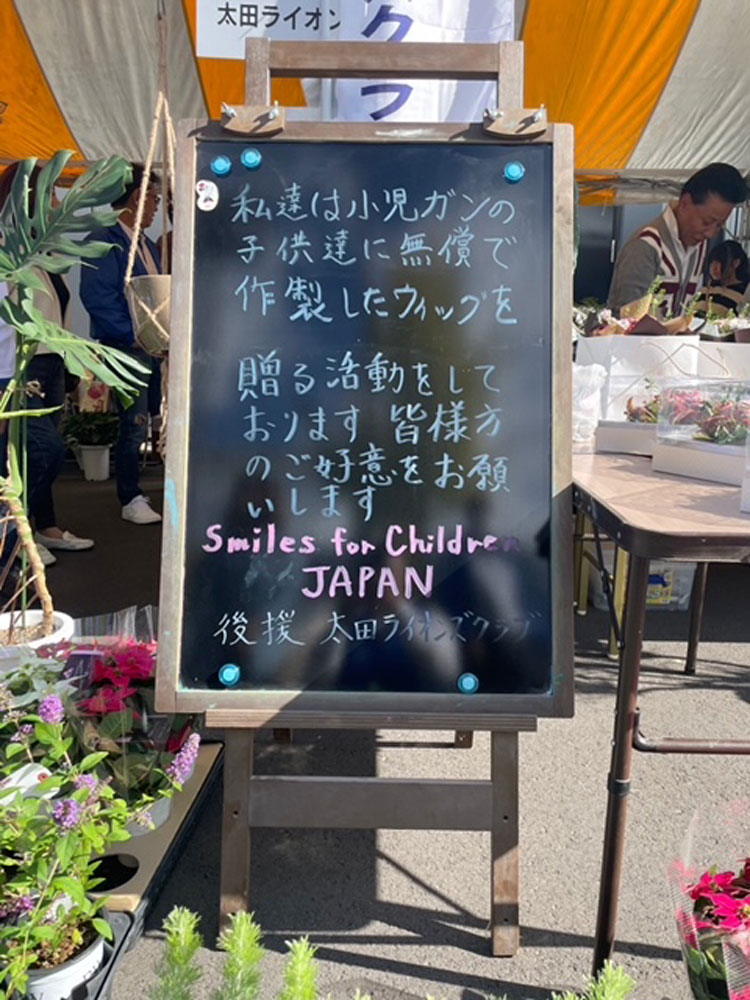 太田ライオン
クラブ
私達は小児ガンの
子供達に無償で
作製したウィッグを
贈る活動をして
おります 皆様方
のご好意をお願
いします
Smiles for Children
JAPAN
後援 太田ライオンズクラブ